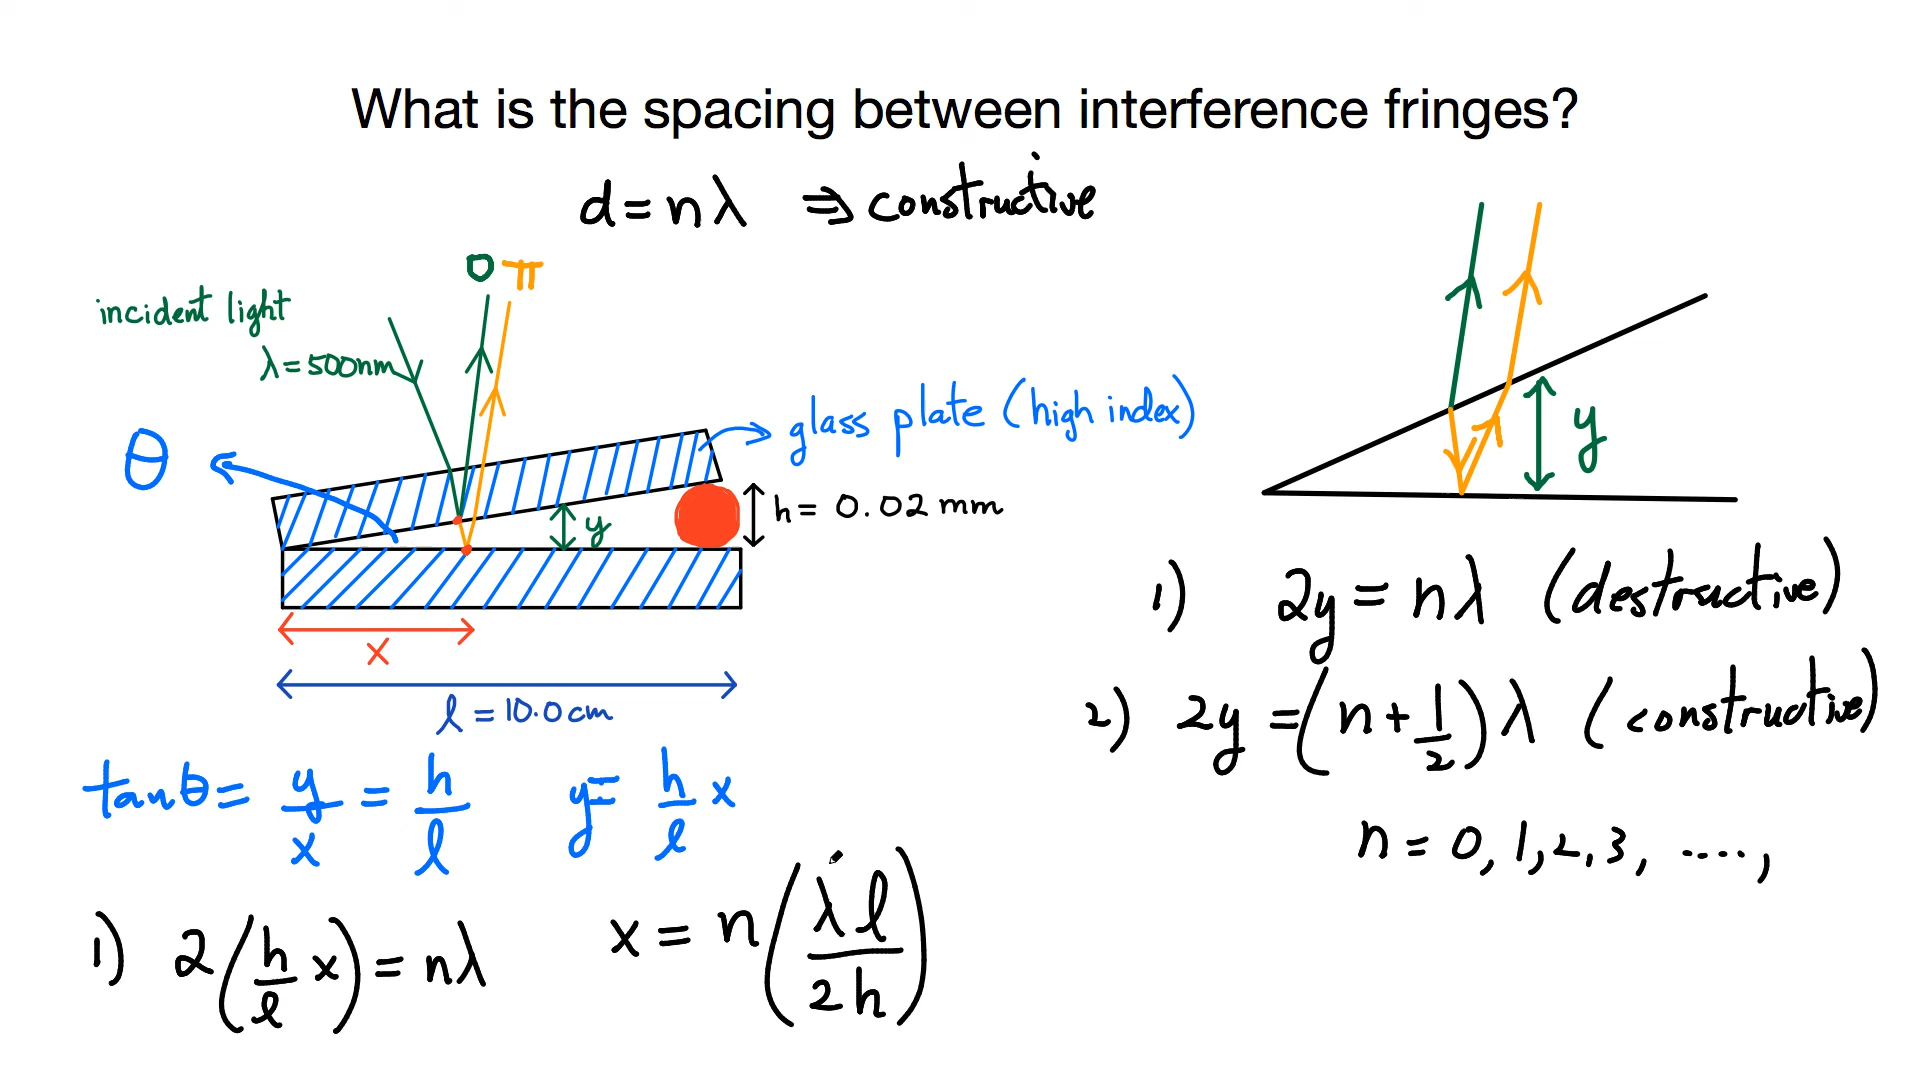 What is the spacing between interference fringes?
d = nλ ⇒ constructive
0 π
incident light
λ = 500nm
θ
glass plate (high index)
h = 0.02 mm
y
x
l = 10.0cm
y
1) 2y = nλ (destructive)
2) 2y = (n + 1/2) λ (constructive)
n = 0, 1, 2, 3, ....,
tanθ = y/x = h/l y = h/l x
1) 2(h/l x) = nλ x = n(λl/2h)